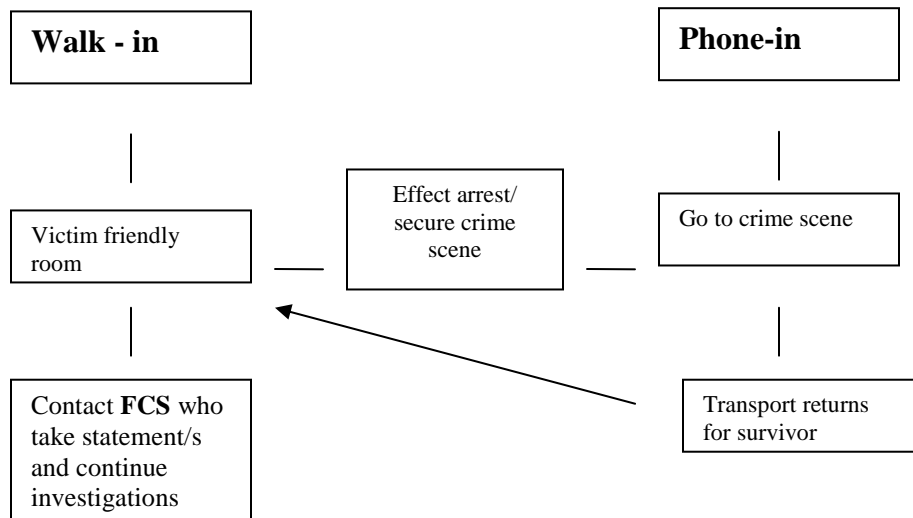 Walk - in
Phone-in
Victim friendly
room
Effect arrest/
secure crime
scene
Go to crime scene
Contact FCS who
take statement/s
and continue
investigations
Transport returns
for survivor